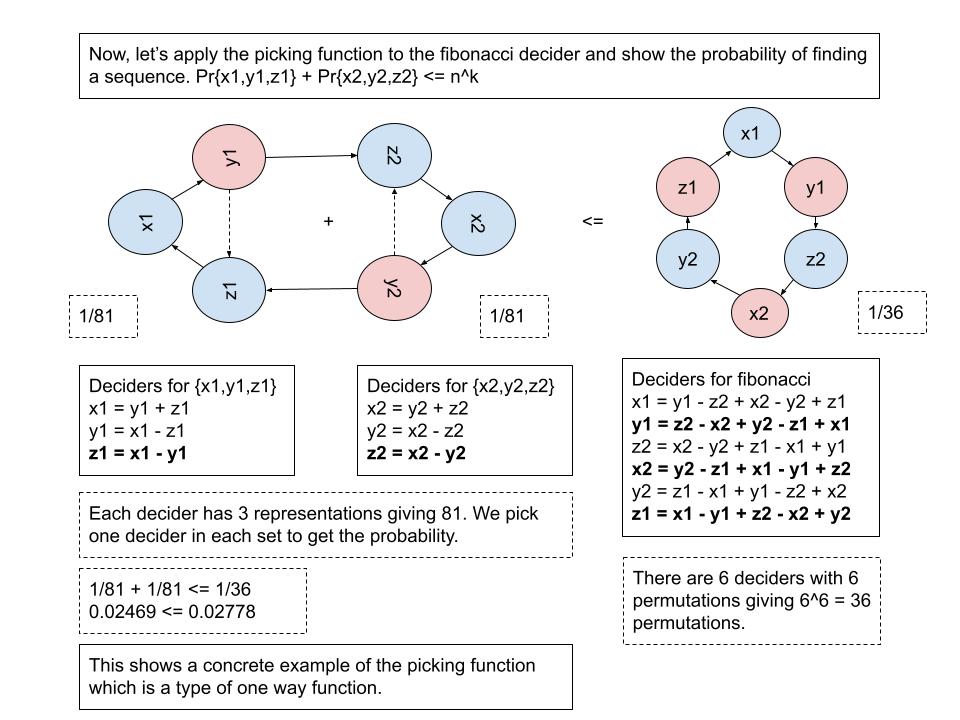 Now, let's apply the picking function to the fibonacci decider and show the probability of finding
a sequence. Pr{x1,y1,z1} + Pr{x2,y2,z2} <= n^k
y1
z2
x1
x2
z1
y2
+
<=
x1
z1
y1
y2
z2
x2
1/81
1/81
1/36
Deciders for {x1,y1,z1}
x1 = y1 + z1
y1 = x1 - z1
z1 = x1 - y1
Deciders for {x2,y2,z2}
x2 = y2 + z2
y2 = x2 - z2
z2 = x2 - y2
Deciders for fibonacci
x1 = y1 - z2 + x2 - y2 + z1
y1 = z2 - x2 + y2 - z1 + x1
z2 = x2 - y2 + z1 - x1 + y1
x2 = y2 - z1 + x1 - y1 + z2
y2 = z1 - x1 + y1 - z2 + x2
z1 = x1 - y1 + z2 - x2 + y2
Each decider has 3 representations giving 81. We pick
one decider in each set to get the probability.
1/81 + 1/81 <= 1/36
0.02469 <= 0.02778
There are 6 deciders with 6
permutations giving 6^6 = 36
permutations.
This shows a concrete example of the picking function
which is a type of one way function.